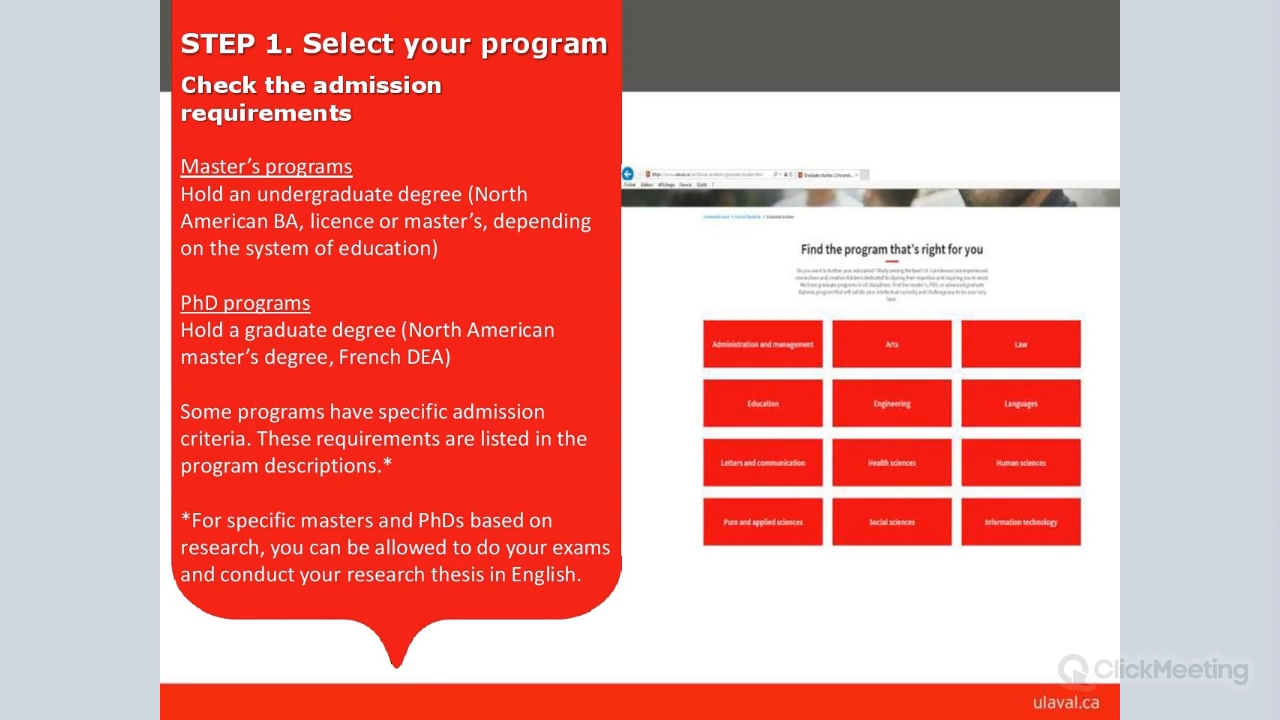 STEP 1. Select your program
Check the admission
requirements
Master's programs
Hold an undergraduate degree (North
American BA, licence or master's, depending
on the system of education)
PhD programs
Hold a graduate degree (North American
master's degree, French DEA)
Some programs have specific admission
criteria. These requirements are listed in the
program descriptions.*
*For specific masters and PhDs based on
research, you can be allowed to do your exams
and conduct your research thesis in English.
Find the program that's right for you
Administration and management
Arts
Law
Education
Engineering
Languages
Letters and communication
Health sciences
Human sciences
Pure and applied sciences
Social sciences
Information technology
ClickMeeting
ulaval.ca